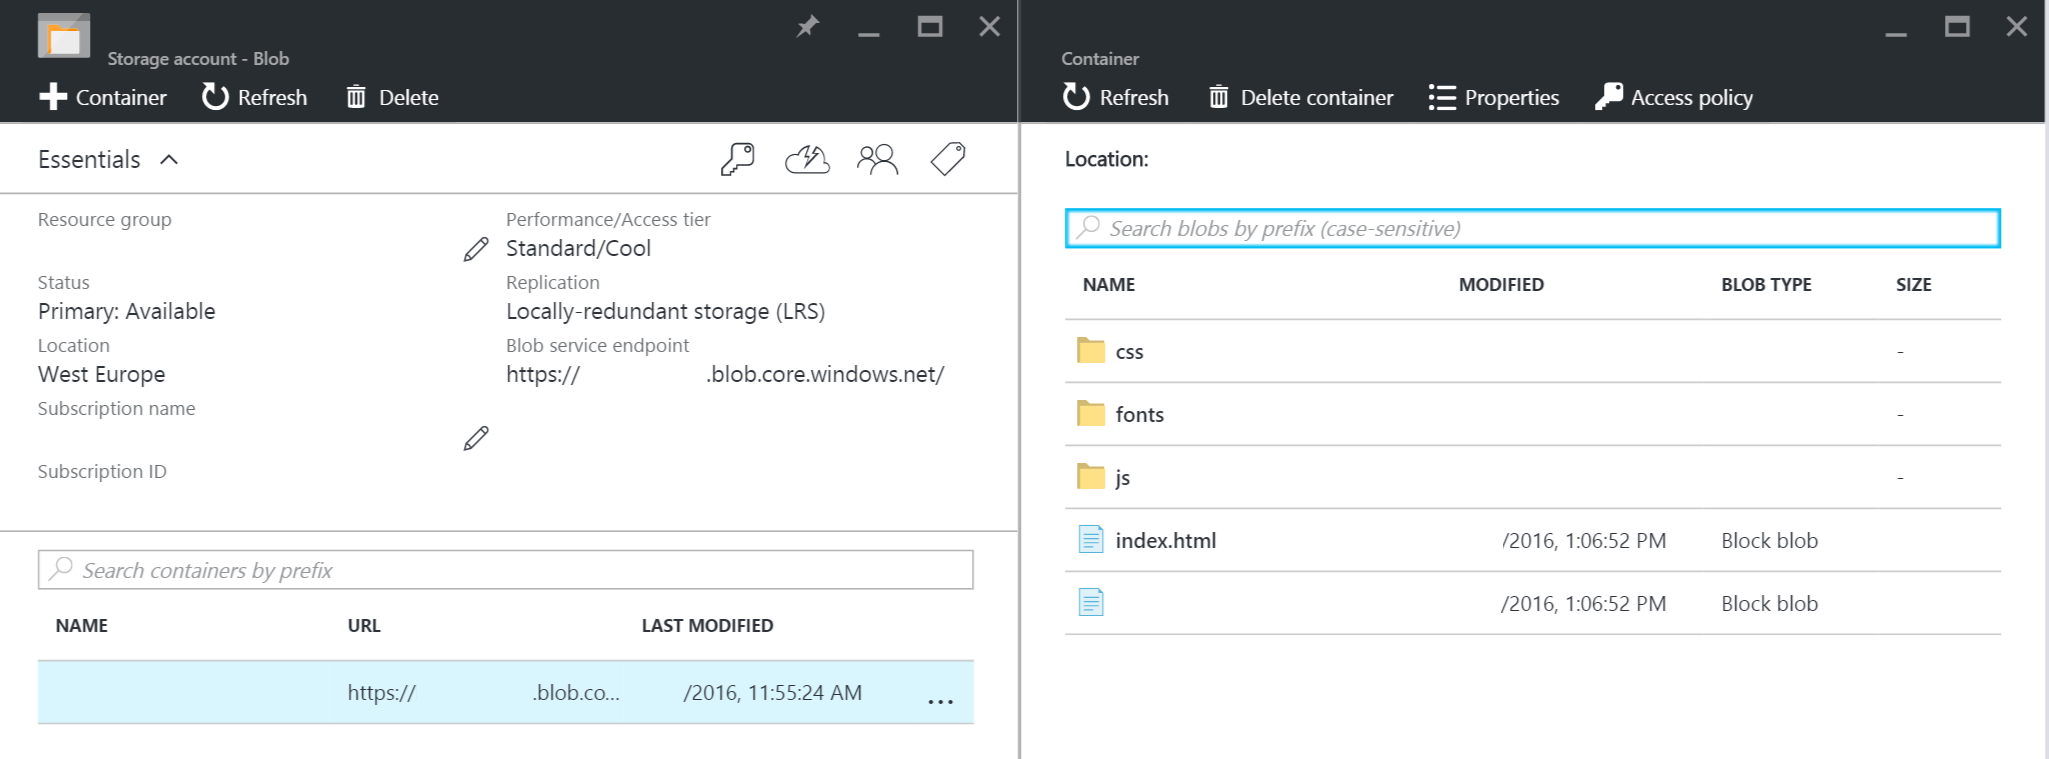 Storage account - Blob
Container Refresh Delete
Essentials
Resource group
Performance/Access tier
Standard/Cool
Status
Primary: Available
Replication
Locally-redundant storage (LRS)
Location
West Europe
Blob service endpoint
https:// .blob.core.windows.net/
Subscription name
Subscription ID
Search containers by prefix
NAME URL LAST MODIFIED
https:// .blob.co... /2016, 11:55:24 AM ...
Container
Refresh Delete container Properties Access policy
Location:
Search blobs by prefix (case-sensitive)
NAME MODIFIED BLOB TYPE SIZE
css -
fonts -
js -
index.html /2016, 1:06:52 PM Block blob
/2016, 1:06:52 PM Block blob